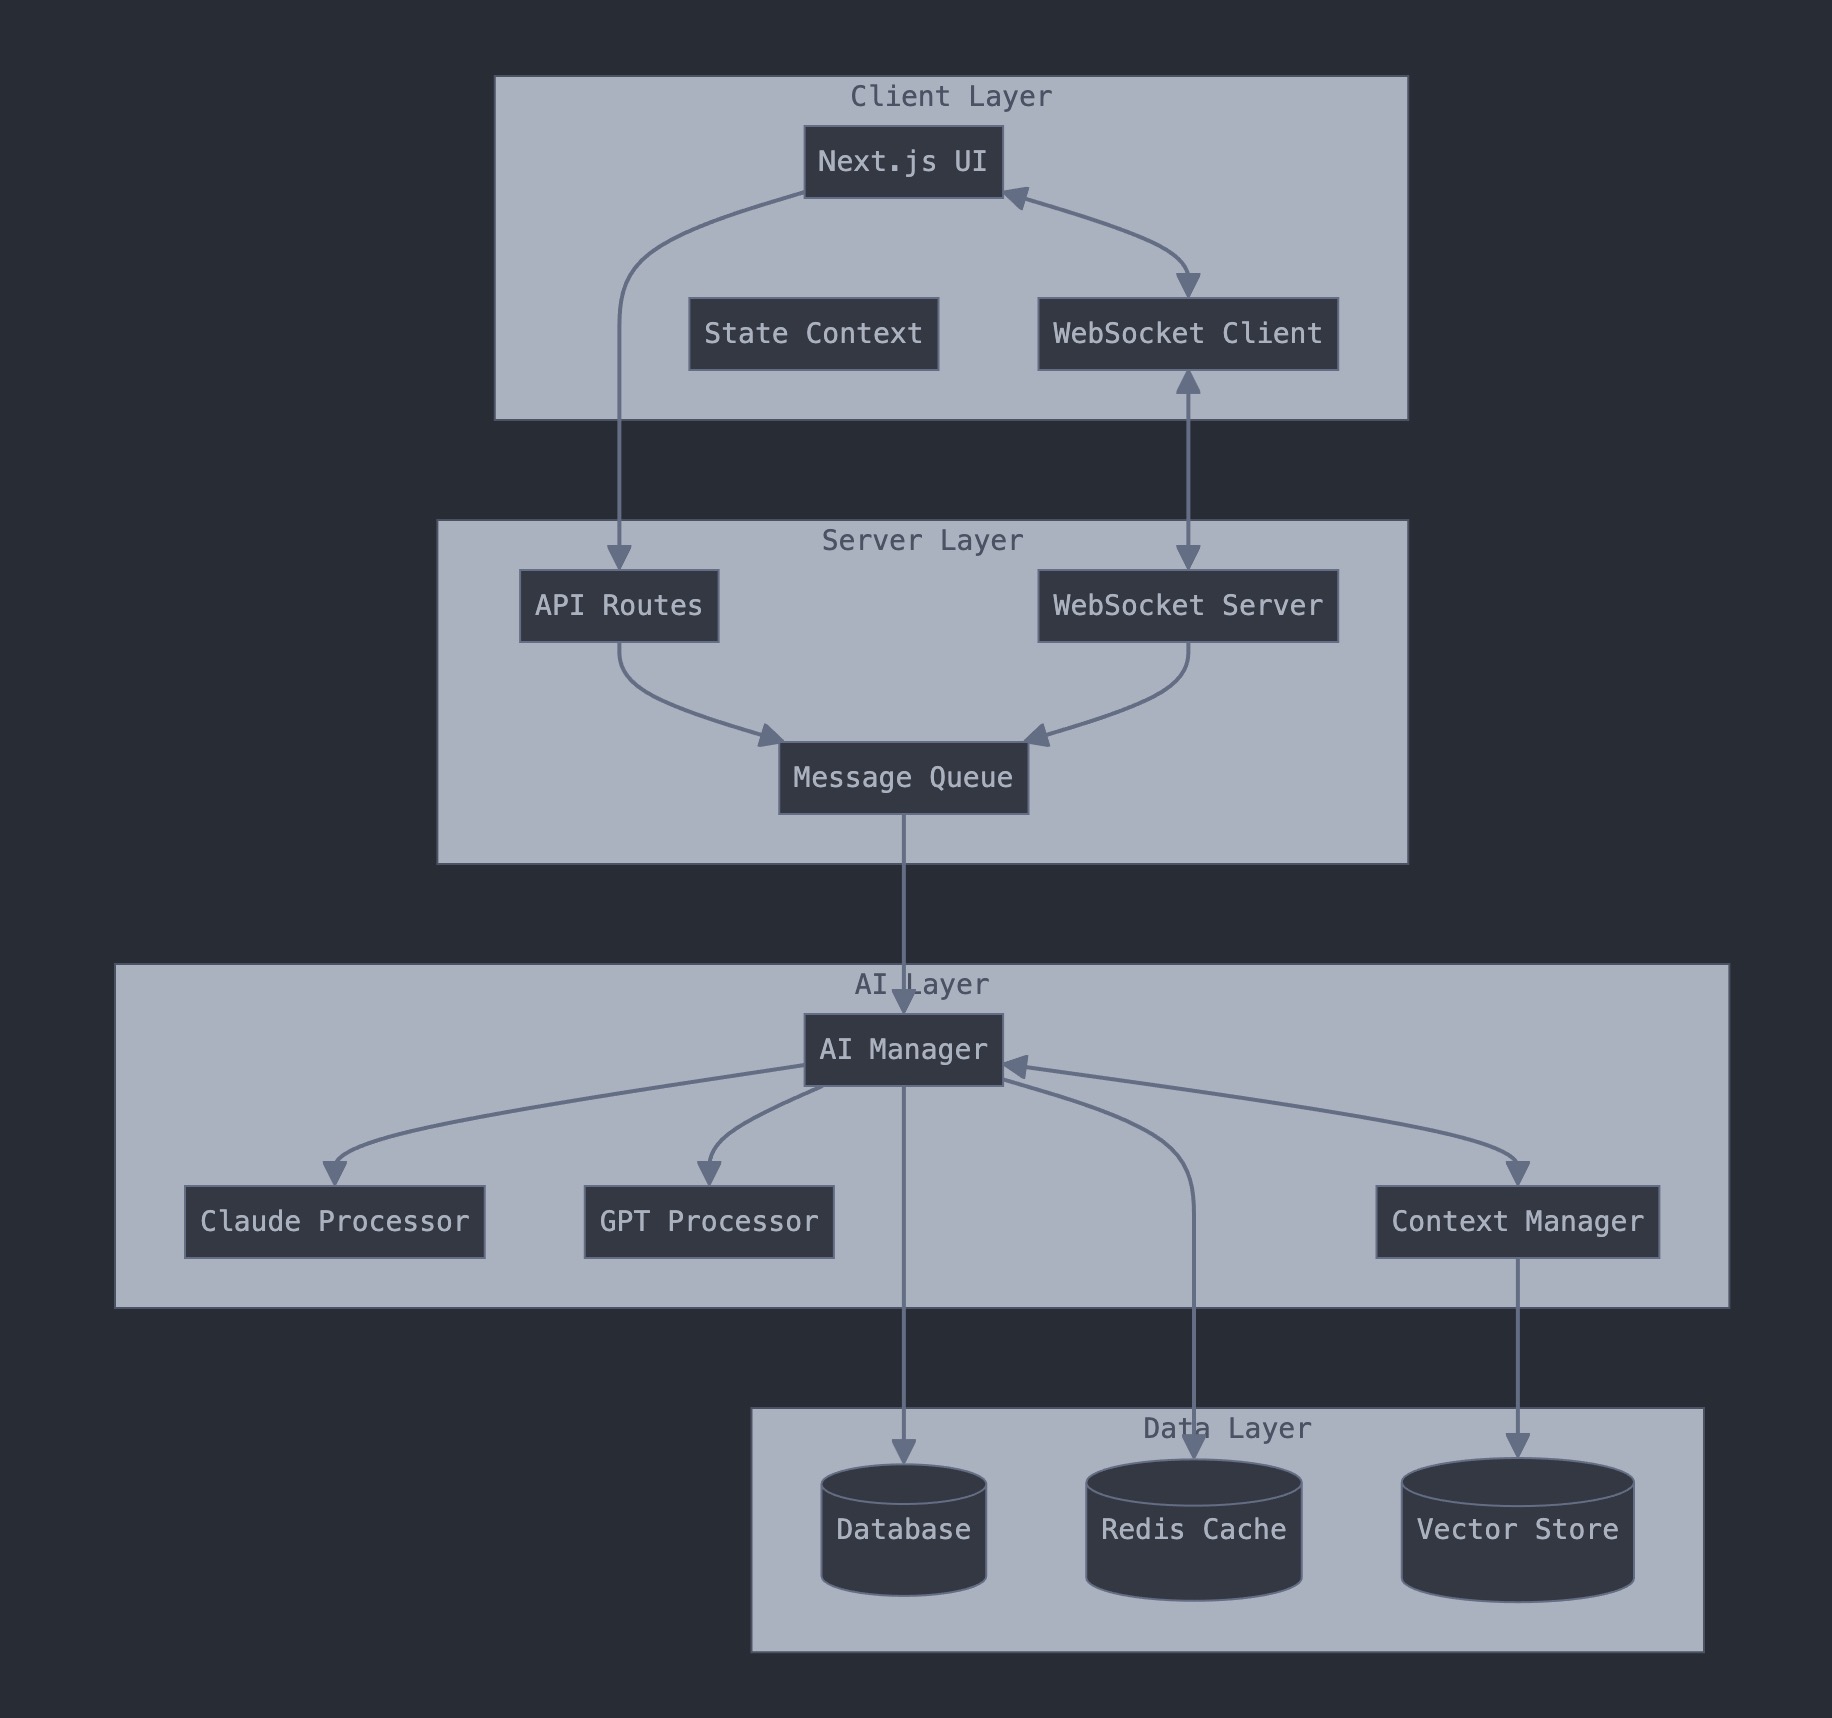 Client Layer
Next.js UI
State Context
WebSocket Client
Server Layer
API Routes
WebSocket Server
Message Queue
AI Layer
AI Manager
Claude Processor
GPT Processor
Context Manager
Data Layer
Database
Redis Cache
Vector Store